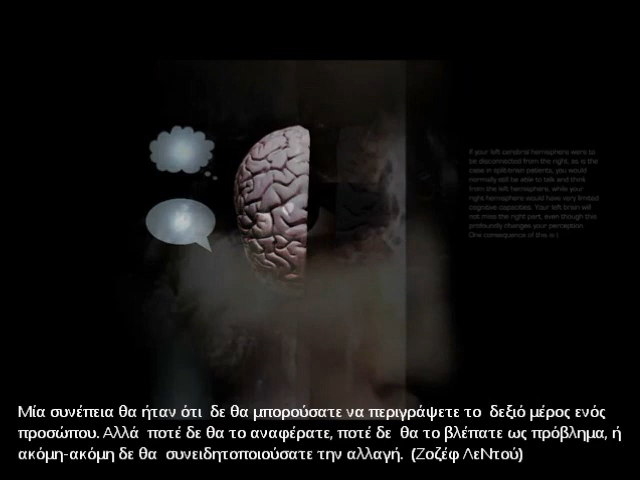 If your left cerebral hemisphere were to
be disconnected from the right, as is the
case in split brain patients, you would
normally still be able to talk and think
from the left hemisphere, while your
right hemisphere would have very limited
cognitive capacities. Your left brain will
not miss the right part, even though this
profoundly changes your perception.
One consequence of this is t
Μία συνέπεια θα ήταν ότι δε θα μπορούσατε να περιγράψετε το δεξιό μέρος ενός
προσώπου. Αλλά ποτέ δε θα το αναφέρατε, ποτέ δε θα το βλέπατε ως πρόβλημα, ή
ακόμη-ακόμη δε θα συνειδητοποιούσατε την αλλαγή. (Ζοζέφ ΛεΝτού)